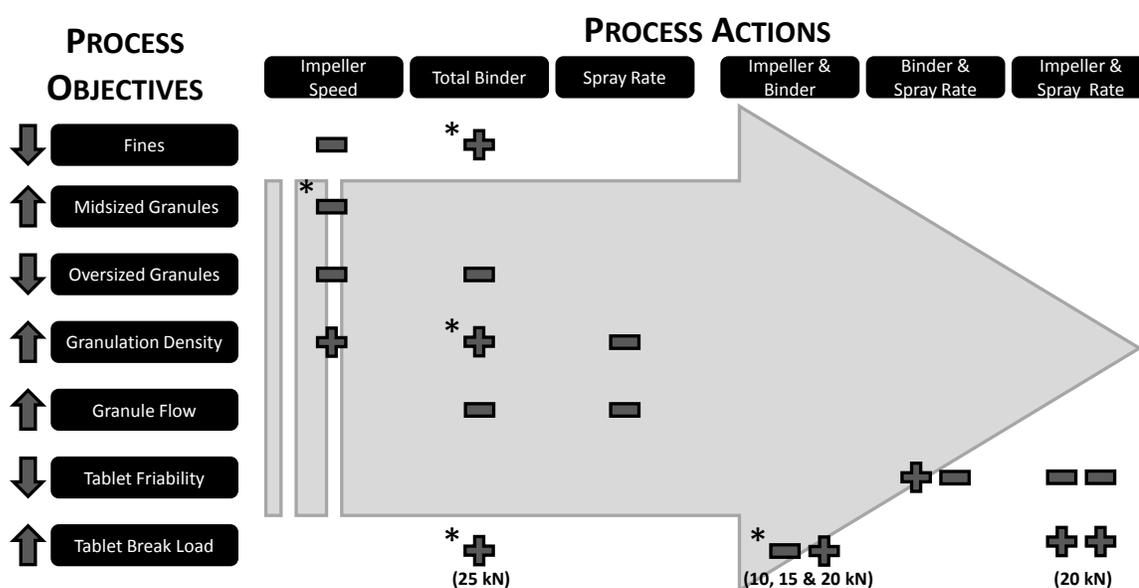 PROCESS ACTIONS
PROCESS
OBJECTIVES
Impeller
Speed
Total Binder
Spray Rate
Impeller &
Binder
Binder &
Spray Rate
Impeller &
Spray Rate
Fines
*
Midsized Granules
*
Oversized Granules
Granulation Density
*
Granule Flow
Tablet Friability
Tablet Break Load
*
*
(25 kN)
(10, 15 & 20 kN)
(20 kN)